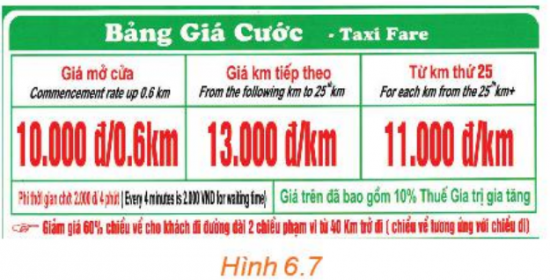 Bảng Giá Cước - Taxi Fare
Giá mở cửa
Commencement rate up 0.6 km
10.000 đ/0.6km
Giá km tiếp theo
From the following km to 25th km
13.000 đ/km
Từ km thứ 25
For each km from the 25th km+
11.000 đ/km
Phí thời gian chờ: 2.000 đ/ 4 phút ( Every 4 minutes is 2.000 VND for waiting time)
Giá trên đã bao gồm 10% Thuế Gia trị gia tăng
Giảm giá 60% chiều về cho khách đi đường dài 2 chiều phạm vi từ 40 Km trở đi ( chiều về tương ứng với chiều đi)
Hình 6.7